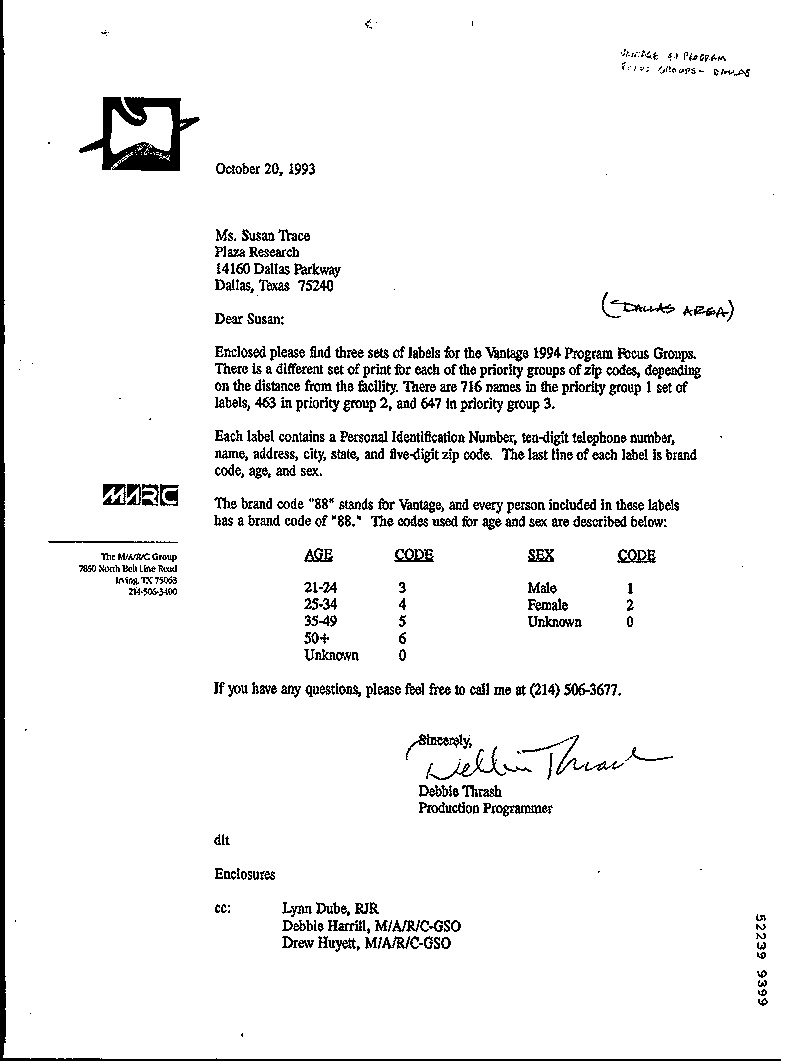 94 PROGRAM
GROUPS - DALLAS
October 20, 1993
Ms. Susan Trace
Plaza Research
14160 Dallas Parkway
Dallas, Texas 75240
(DALLAS AREA)
Dear Susan:
Enclosed please find three sets of labels for the Vantage 1994 Program Focus Groups.
There is a different set of print for each of the priority groups of zip codes, depending
on the distance from the facility. There are 716 names in the priority group 1 set of
labels, 463 in priority group 2, and 647 in priority group 3.
Each label contains a Personal Identification Number, ten-digit telephone number,
name, address, city, state, and five-digit zip code. The last line of each label is brand
code, age, and sex.
MARC
The brand code "88" stands for Vantage, and every person included in these labels
has a brand code of "88." The codes used for age and sex are described below:
The M/A/R/C Group
7850 North Belt Line Road
Irving, TX 75063
214-506-3400
AGE CODE SEX CODE
21-24 3 Male 1
25-34 4 Female 2
35-49 5 Unknown 0
50+ 6
Unknown 0
If you have any questions, please feel free to call me at (214) 506-3677.
Sincerely,
Debbie Thrash
Debbie Thrash
Production Programmer
dlt
Enclosures
cc: Lynn Dube, RJR
Debbie Harrill, M/A/R/C-GSO
Drew Huyett, M/A/R/C-GSO
52239 9399